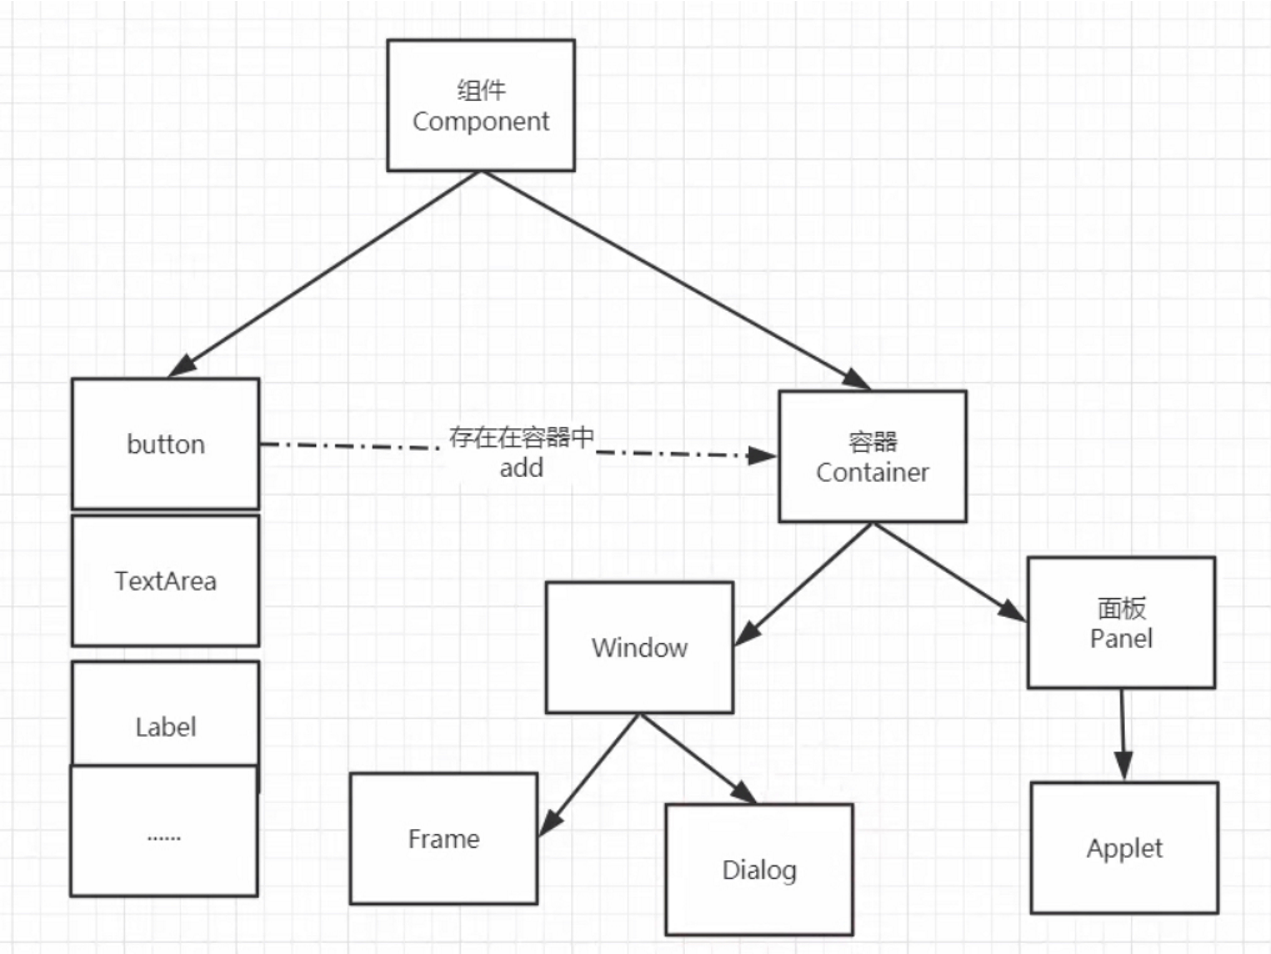 组件
Component
button
存在在容器中
add
容器
Container
TextArea
Window
面板
Panel
Label
......
Frame
Dialog
Applet